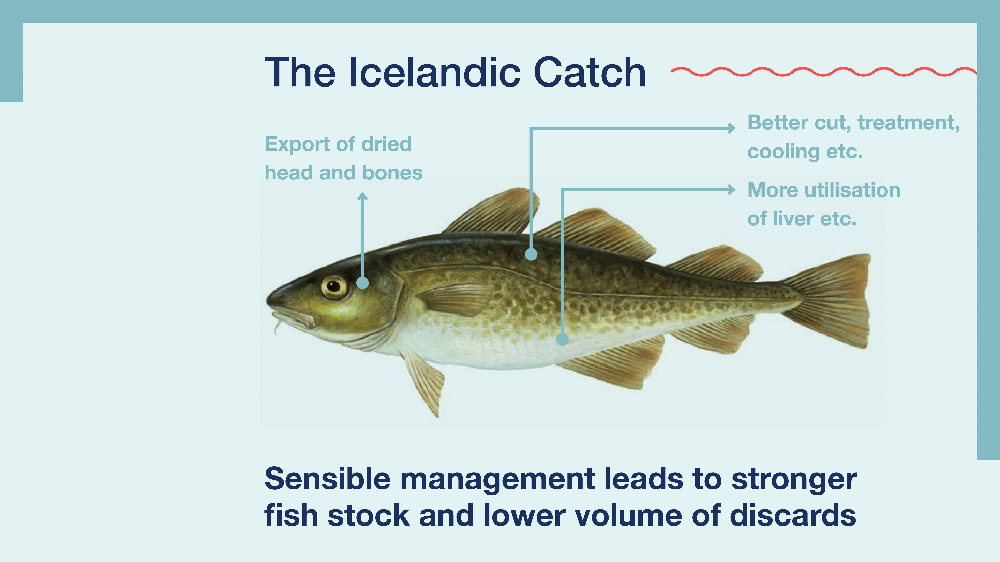 The Icelandic Catch
Export of dried
head and bones
Better cut, treatment,
cooling etc.
More utilisation
of liver etc.
Sensible management leads to stronger
fish stock and lower volume of discards